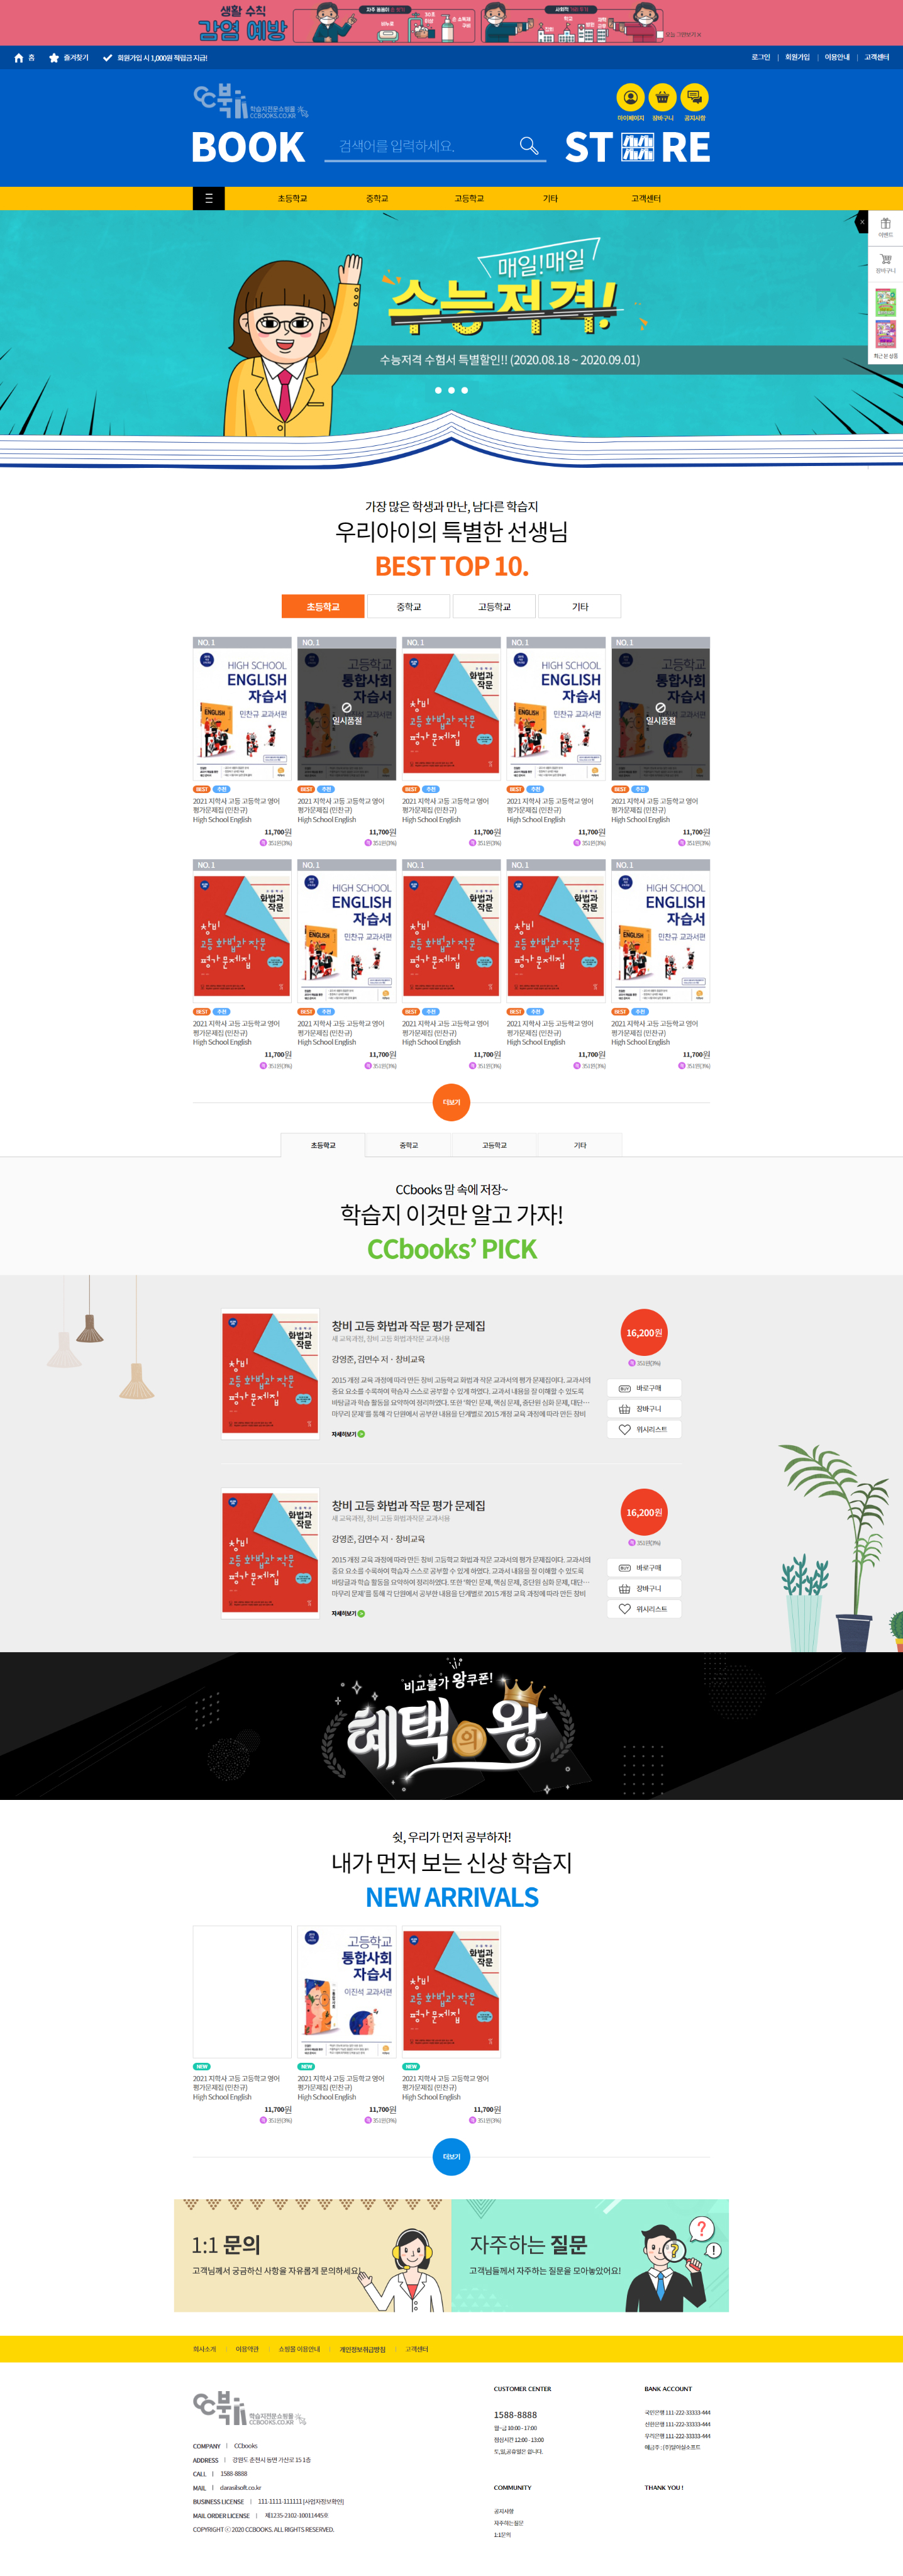 생활 수칙
감염 예방
홈
즐겨찾기
회원가입 시 1,000원 적립금 지급!
로그인 | 회원가입 | 이용안내 | 고객센터
CC북
학습지전문쇼핑몰
CCBOOKS.CO.KR
마이페이지
장바구니
공지사항
BOOK
검색어를 입력하세요.
ST RE
초등학교
중학교
고등학교
기타
고객센터
이벤트
장바구니
최근 본 상품
매일!매일
수능저격!
수능저격 수험서 특별할인!! (2020.08.18 ~ 2020.09.01)
가장 많은 학생과 만난, 남다른 학습지
우리아이의 특별한 선생님
BEST TOP 10.
초등학교
중학교
고등학교
기타
NO. 1
NO. 1
NO. 1
NO. 1
NO. 1
HIGH SCHOOL
ENGLISH
자습서
민찬규 교과서편
고등학교
통합사회
자습서
일시품절
화법과
작문
창비
고등 화법과 작문
평가문제집
HIGH SCHOOL
ENGLISH
자습서
민찬규 교과서편
고등학교
통합사회
자습서
일시품절
BEST 추천
BEST 추천
BEST 추천
BEST 추천
BEST 추천
2021 지학사 고등 고등학교 영어
평가문제집 (민찬규)
High School English
11,700원
351원(3%)
2021 지학사 고등 고등학교 영어
평가문제집 (민찬규)
High School English
11,700원
351원(3%)
2021 지학사 고등 고등학교 영어
평가문제집 (민찬규)
High School English
11,700원
351원(3%)
2021 지학사 고등 고등학교 영어
평가문제집 (민찬규)
High School English
11,700원
351원(3%)
2021 지학사 고등 고등학교 영어
평가문제집 (민찬규)
High School English
11,700원
351원(3%)
NO. 1
NO. 1
NO. 1
NO. 1
NO. 1
화법과
작문
창비
고등 화법과 작문
평가문제집
HIGH SCHOOL
ENGLISH
자습서
민찬규 교과서편
화법과
작문
창비
고등 화법과 작문
평가문제집
화법과
작문
창비
고등 화법과 작문
평가문제집
HIGH SCHOOL
ENGLISH
자습서
민찬규 교과서편
BEST 추천
BEST 추천
BEST 추천
BEST 추천
BEST 추천
2021 지학사 고등 고등학교 영어
평가문제집 (민찬규)
High School English
11,700원
351원(3%)
2021 지학사 고등 고등학교 영어
평가문제집 (민찬규)
High School English
11,700원
351원(3%)
2021 지학사 고등 고등학교 영어
평가문제집 (민찬규)
High School English
11,700원
351원(3%)
2021 지학사 고등 고등학교 영어
평가문제집 (민찬규)
High School English
11,700원
351원(3%)
2021 지학사 고등 고등학교 영어
평가문제집 (민찬규)
High School English
11,700원
351원(3%)
더보기
초등학교
중학교
고등학교
기타
CCbooks 맘 속에 저장~
학습지 이것만 알고 가자!
CCbooks’ PICK
화법과
작문
창비
고등 화법과 작문
평가문제집
창비 고등 화법과 작문 평가 문제집
새 교육과정, 창비 고등 화법과작문 교과서용
강영준, 김면수 저 · 창비교육
2015 개정 교육 과정에 따라 만든 창비 고등학교 화법과 작문 교과서의 평가 문제집이다. 교과서의
중요 요소를 수록하여 학습자 스스로 공부할 수 있게 하였다. 교과서 내용을 잘 이해할 수 있도록
바탕글과 학습 활동을 요약하여 정리하였다. 또한 ‘확인 문제, 핵심 문제, 중단원 심화 문제, 대단…
마무리 문제’를 통해 각 단원에서 공부한 내용을 단계별로 2015 개정 교육 과정에 따라 만든 창비
자세히보기
16,200원
351원(3%)
BUY 바로구매
장바구니
위시리스트
화법과
작문
창비
고등 화법과 작문
평가문제집
창비 고등 화법과 작문 평가 문제집
새 교육과정, 창비 고등 화법과작문 교과서용
강영준, 김면수 저 · 창비교육
2015 개정 교육 과정에 따라 만든 창비 고등학교 화법과 작문 교과서의 평가 문제집이다. 교과서의
중요 요소를 수록하여 학습자 스스로 공부할 수 있게 하였다. 교과서 내용을 잘 이해할 수 있도록
바탕글과 학습 활동을 요약하여 정리하였다. 또한 ‘확인 문제, 핵심 문제, 중단원 심화 문제, 대단…
마무리 문제’를 통해 각 단원에서 공부한 내용을 단계별로 2015 개정 교육 과정에 따라 만든 창비
자세히보기
16,200원
351원(3%)
BUY 바로구매
장바구니
위시리스트
비교불가 왕쿠폰!
혜택의왕
쉿, 우리가 먼저 공부하자!
내가 먼저 보는 신상 학습지
NEW ARRIVALS
고등학교
통합사회
자습서
이진석 교과서편
화법과
작문
창비
고등 화법과 작문
평가문제집
NEW
NEW
NEW
2021 지학사 고등 고등학교 영어
평가문제집 (민찬규)
High School English
11,700원
351원(3%)
2021 지학사 고등 고등학교 영어
평가문제집 (민찬규)
High School English
11,700원
351원(3%)
2021 지학사 고등 고등학교 영어
평가문제집 (민찬규)
High School English
11,700원
351원(3%)
더보기
1:1 문의
고객님께서 궁금하신 사항을 자유롭게 문의하세요!
자주하는 질문
고객님들께서 자주하는 질문을 모아놓았어요!
회사소개 | 이용약관 | 쇼핑몰 이용안내 | 개인정보취급방침 | 고객센터
CC북
학습지전문쇼핑몰
CCBOOKS.CO.KR
COMPANY | CCbooks
ADDRESS | 강원도 춘천시 동면 가산로 15 1층
CALL | 1588-8888
MAIL | darasilsoft.co.kr
BUSINESS LICENSE | 111-1111-111111 [사업자정보확인]
MAIL ORDER LICENSE | 제1235-2102-10011445호
COPYRIGHT ⓒ 2020 CCBOOKS. ALL RIGHTS RESERVED.
CUSTOMER CENTER
1588-8888
월~금 10:00 - 17:00
점심시간 12:00 - 13:00
토,일,공휴일은 쉽니다.
BANK ACCOUNT
국민은행 111-222-33333-444
신한은행 111-222-33333-444
우리은행 111-222-33333-444
예금주 : (주)달아실소프트
COMMUNITY
공지사항
자주하는질문
1:1문의
THANK YOU !